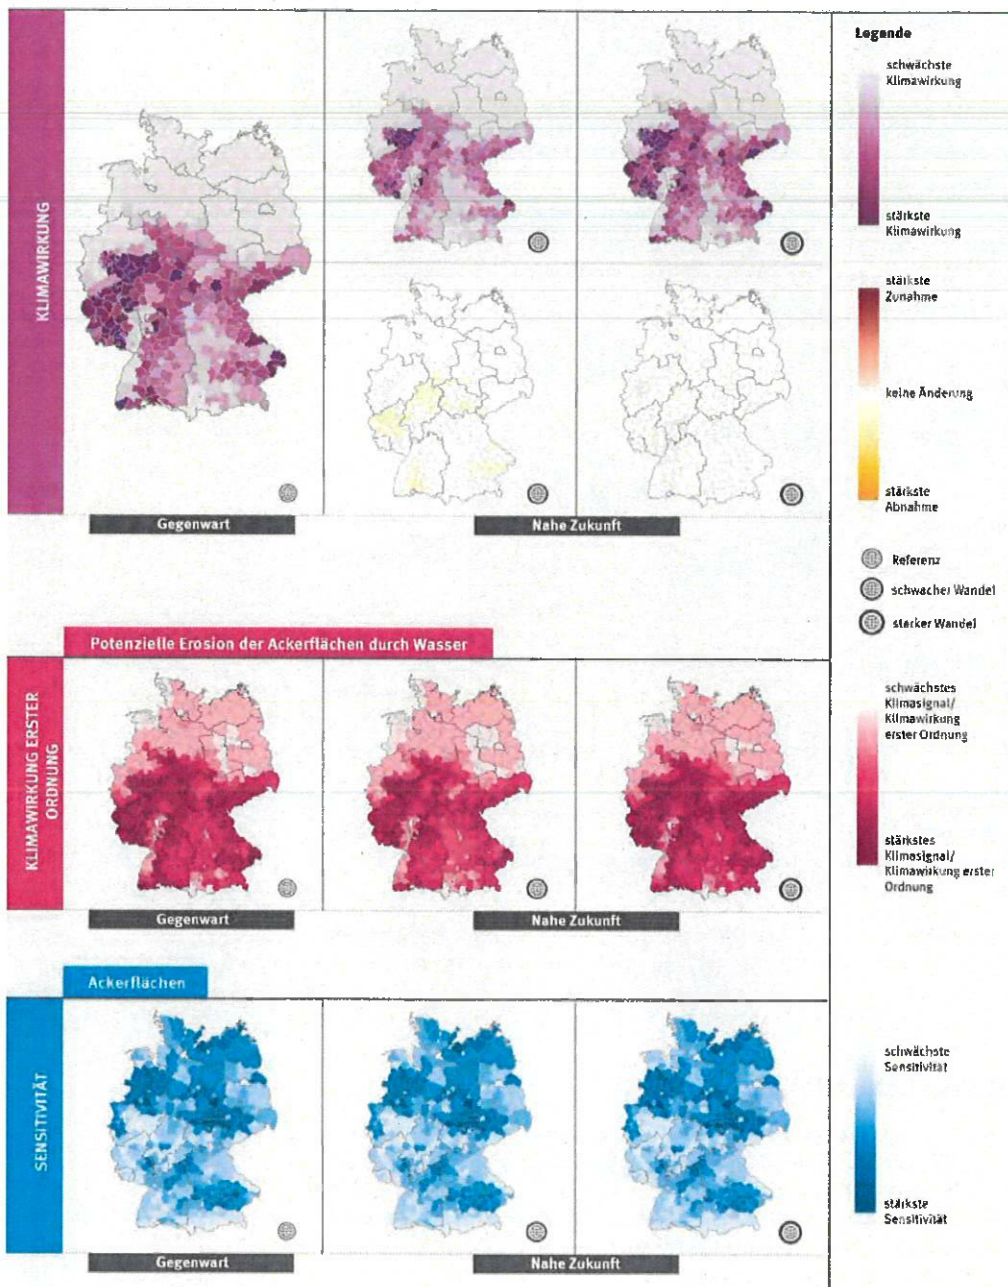 KLIMAWIRKUNG
Gegenwart
Nahe Zukunft
Legende
schwächste
Klimawirkung
stärkste
Klimawirkung
stärkste
Zunahme
keine Änderung
stärkste
Abnahme
Referenz
schwacher Wandel
starker Wandel
Potenzielle Erosion der Ackerflächen durch Wasser
KLIMAWIRKUNG ERSTER
ORDNUNG
Gegenwart
Nahe Zukunft
schwächstes
Klimasignal/
Klimawirkung
erster Ordnung
stärkstes
Klimasignal/
Klimawirkung erster
Ordnung
Ackerflächen
SENSITIVITÄT
Gegenwart
Nahe Zukunft
schwächste
Sensitivität
stärkste
Sensitivität